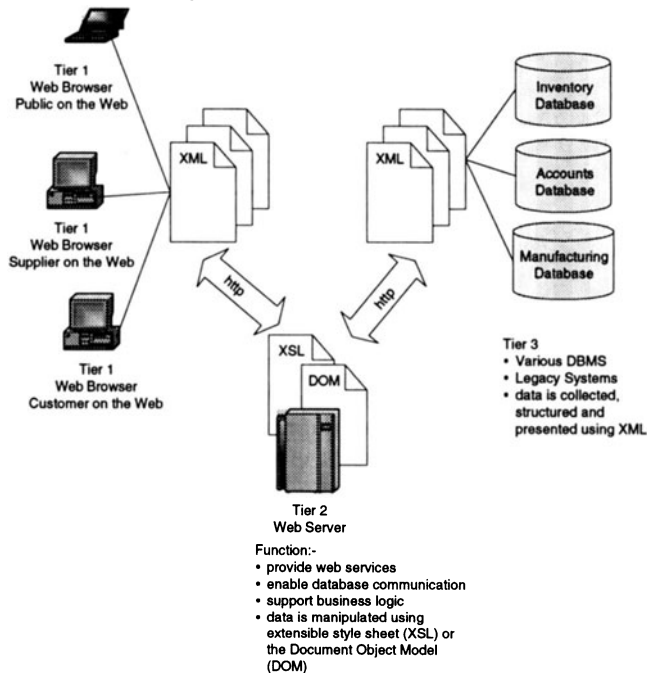 Tier 1
Web Browser
Public on the Web
Tier 1
Web Browser
Supplier on the Web
Tier 1
Web Browser
Customer on the Web
XML
http
XSL
DOM
Tier 2
Web Server
Function:-
• provide web services
• enable database communication
• support business logic
• data is manipulated using
extensible style sheet (XSL) or
the Document Object Model
(DOM)
http
XML
Inventory
Database
Accounts
Database
Manufacturing
Database
Tier 3
• Various DBMS
• Legacy Systems
• data is collected,
structured and
presented using XML